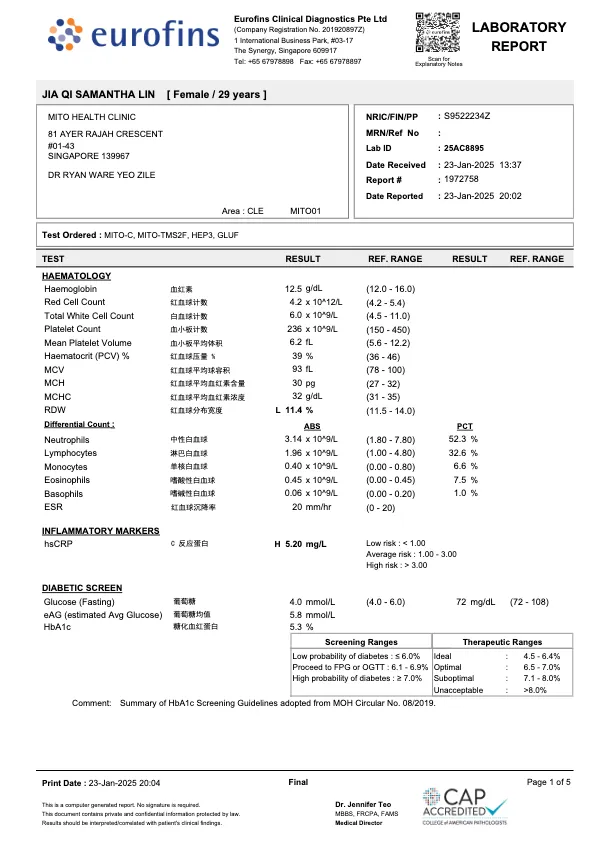 eurofins
Eurofins Clinical Diagnostics Pte Ltd
(Company Registration No. 201920897Z)
1 International Business Park, #03-17
The Synergy, Singapore 609917
Tel: +65 67978898 Fax: +65 67978897
eurofins
Scan for
Explanatory Notes
LABORATORY
REPORT
JIA QI SAMANTHA LIN [ Female / 29 years ]
MITO HEALTH CLINIC
81 AYER RAJAH CRESCENT
#01-43
SINGAPORE 139967
DR RYAN WARE YEO ZILE
Area : CLE MITO01
NRIC/FIN/PP : S9522234Z
MRN/Ref No :
Lab ID : 25AC8895
Date Received : 23-Jan-2025 13:37
Report # : 1972758
Date Reported : 23-Jan-2025 20:02
Test Ordered : MITO-C, MITO-TMS2F, HEP3, GLUF
TEST RESULT REF. RANGE RESULT REF. RANGE
HAEMATOLOGY
Haemoglobin 血红素 12.5 g/dL (12.0 - 16.0)
Red Cell Count 红血球计数 4.2 x 10^12/L (4.2 - 5.4)
Total White Cell Count 白血球计数 6.0 x 10^9/L (4.5 - 11.0)
Platelet Count 血小板计数 236 x 10^9/L (150 - 450)
Mean Platelet Volume 血小板平均体积 6.2 fL (5.6 - 12.2)
Haematocrit (PCV) % 红血球压量 % 39 % (36 - 46)
MCV 红血球平均球容积 93 fL (78 - 100)
MCH 红血球平均血红素含量 30 pg (27 - 32)
MCHC 红血球平均血红素浓度 32 g/dL (31 - 35)
RDW 红血球分布宽度 L 11.4 % (11.5 - 14.0)
Differential Count : ABS PCT
Neutrophils 中性白血球 3.14 x 10^9/L (1.80 - 7.80) 52.3 %
Lymphocytes 淋巴白血球 1.96 x 10^9/L (1.00 - 4.80) 32.6 %
Monocytes 单核白血球 0.40 x 10^9/L (0.00 - 0.80) 6.6 %
Eosinophils 嗜酸性白血球 0.45 x 10^9/L (0.00 - 0.45) 7.5 %
Basophils 嗜碱性白血球 0.06 x 10^9/L (0.00 - 0.20) 1.0 %
ESR 红血球沉降率 20 mm/hr (0 - 20)
INFLAMMATORY MARKERS
hsCRP C 反应蛋白 H 5.20 mg/L Low risk : < 1.00
Average risk : 1.00 - 3.00
High risk : > 3.00
DIABETIC SCREEN
Glucose (Fasting) 葡萄糖 4.0 mmol/L (4.0 - 6.0) 72 mg/dL (72 - 108)
eAG (estimated Avg Glucose) 葡萄糖均值 5.8 mmol/L
HbA1c 糖化血红蛋白 5.3 %
Screening Ranges Therapeutic Ranges
Low probability of diabetes : ≤ 6.0% Ideal : 4.5 - 6.4%
Proceed to FPG or OGTT : 6.1 - 6.9% Optimal : 6.5 - 7.0%
High probability of diabetes : ≥ 7.0% Suboptimal : 7.1 - 8.0%
Unacceptable : >8.0%
Comment: Summary of HbA1c Screening Guidelines adopted from MOH Circular No. 08/2019.
Print Date : 23-Jan-2025 20:04 Final Page 1 of 5
This is a computer generated report. No signature is required.
This document contains private and confidential information protected by law.
Results should be interpreted/correlated with patient's clinical findings.
Dr. Jennifer Teo
MBBS, FRCPA, FAMS
Medical Director
CAP
ACCREDITED
COLLEGE of AMERICAN PATHOLOGISTS